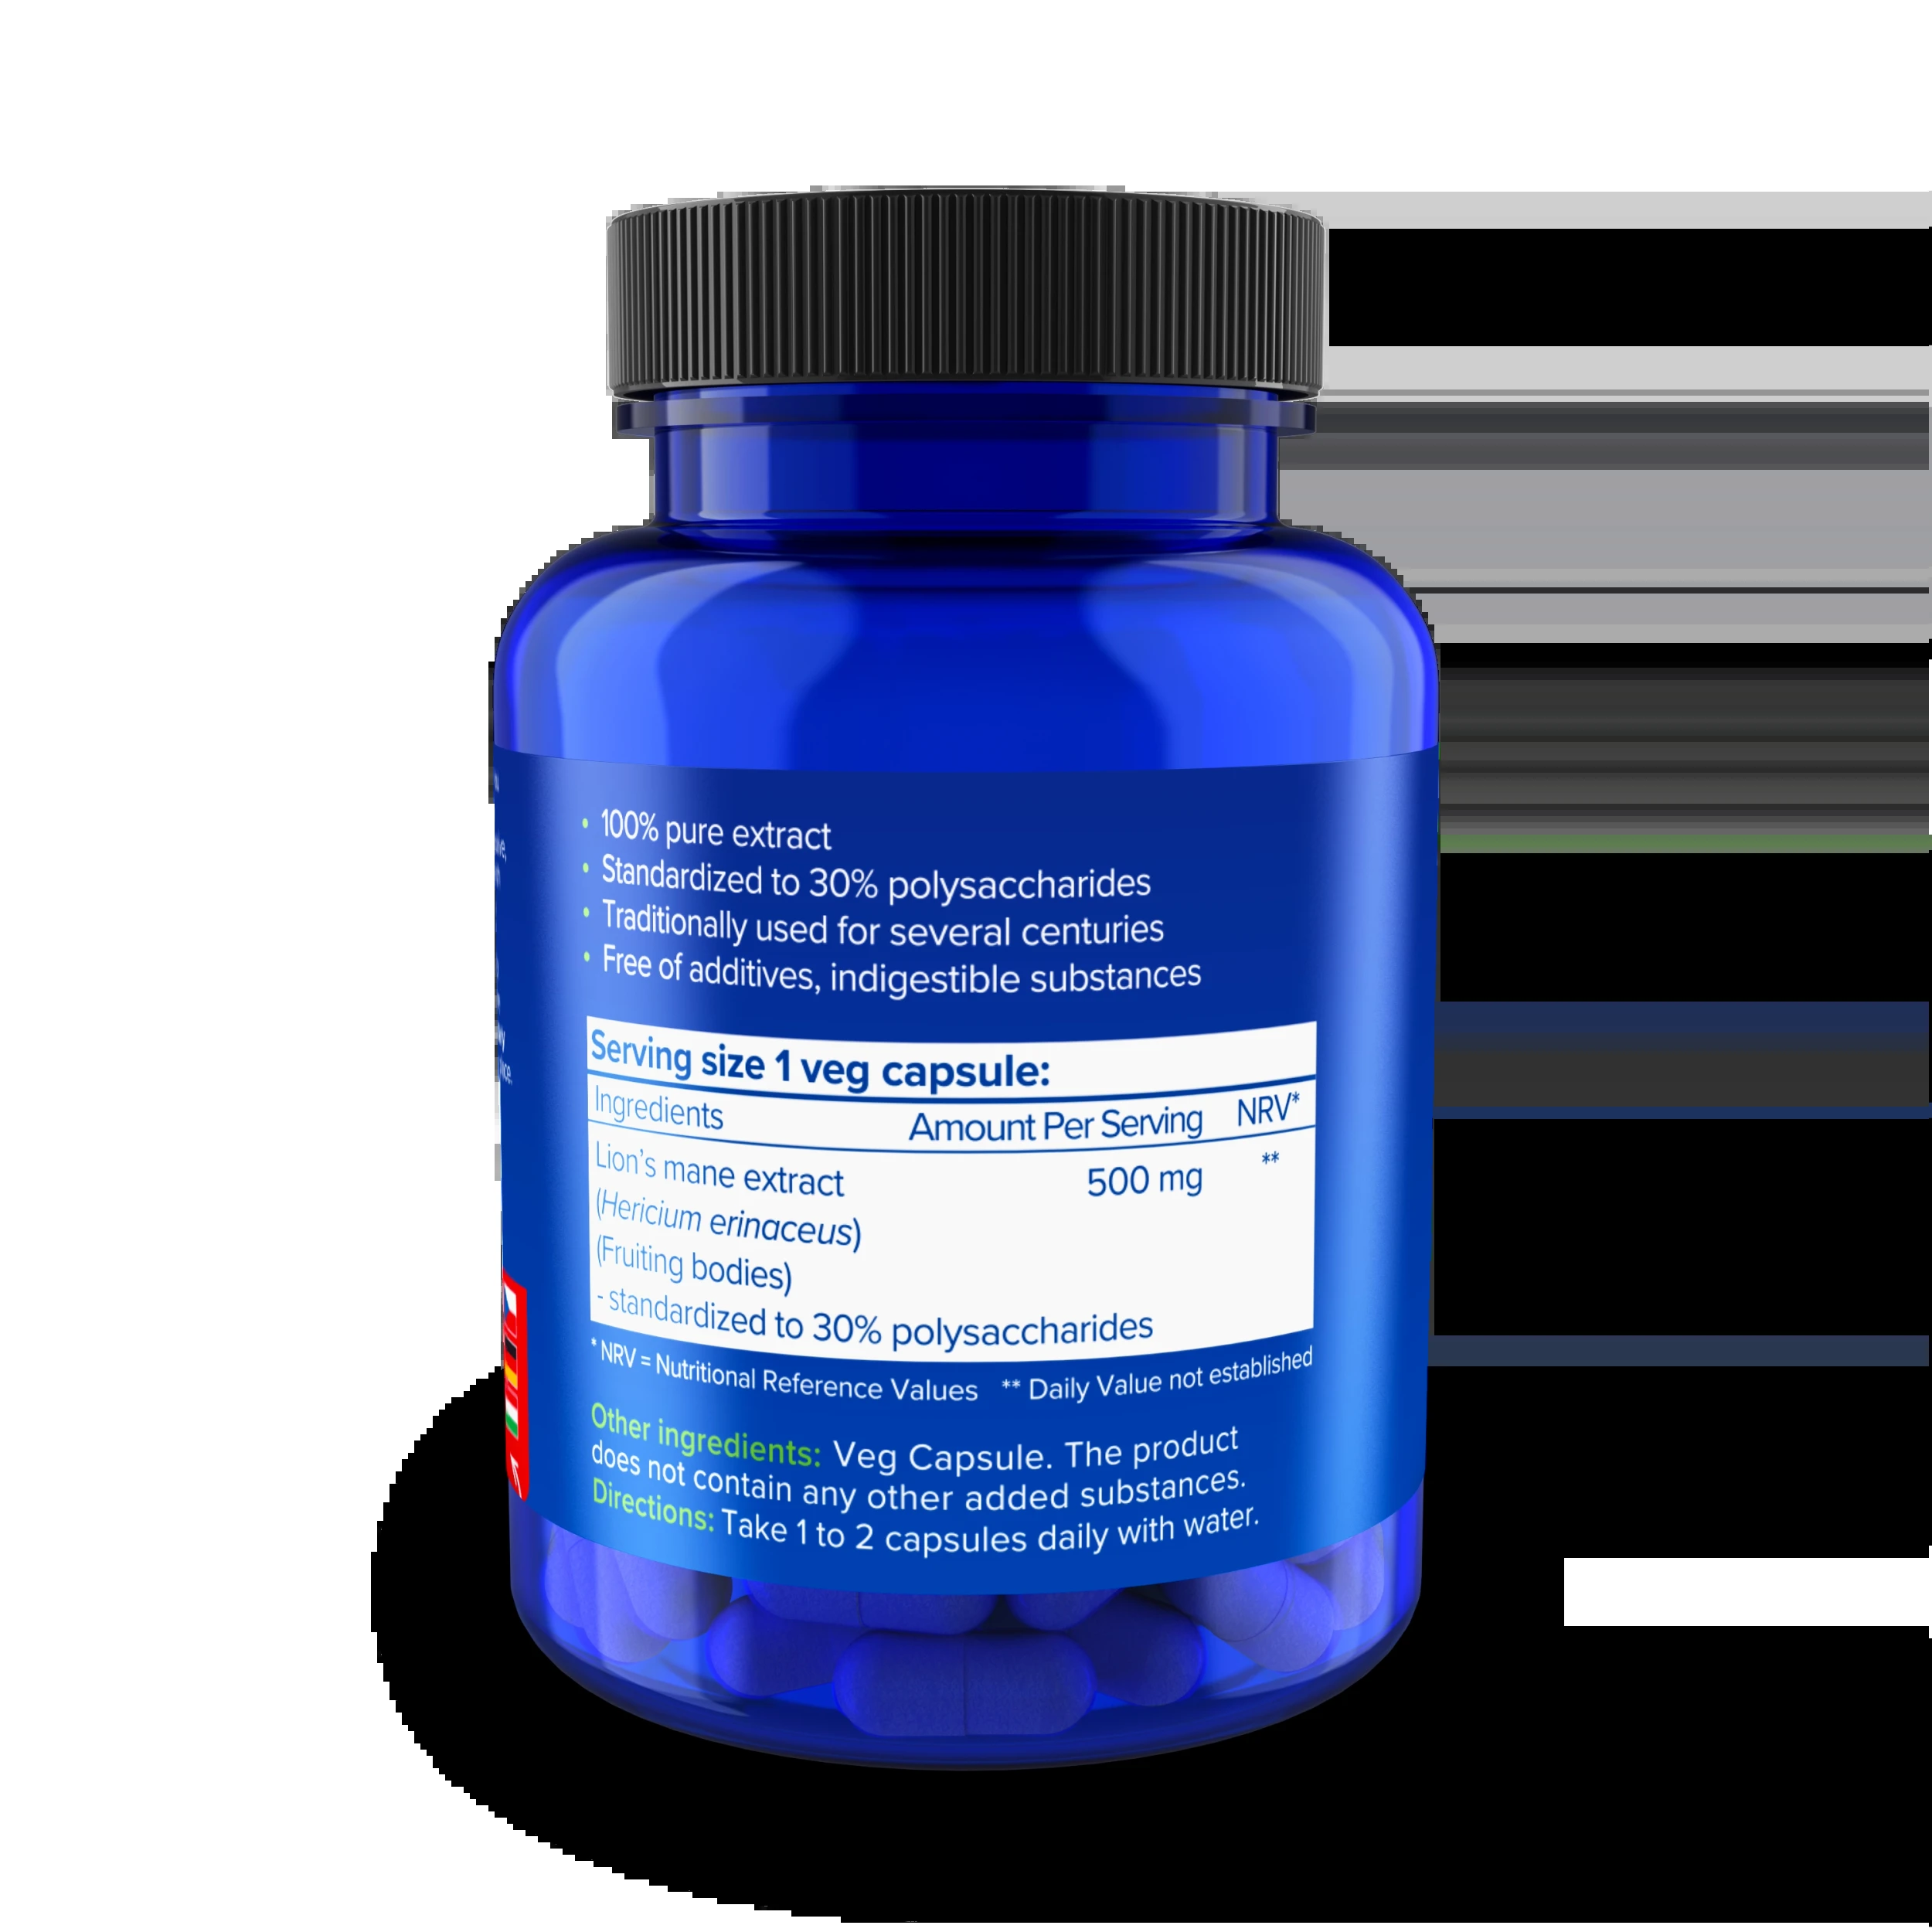 • 100% pure extract
• Standardized to 30% polysaccharides
• Traditionally used for several centuries
• Free of additives, indigestible substances
Serving size 1 veg capsule:
Ingredients Amount Per Serving NRV*
Lion's mane extract 500 mg **
(Hericium erinaceus)
(Fruiting bodies)
- standardized to 30% polysaccharides
* NRV = Nutritional Reference Values ** Daily Value not established
Other ingredients: Veg Capsule. The product
does not contain any other added substances.
Directions: Take 1 to 2 capsules daily with water.